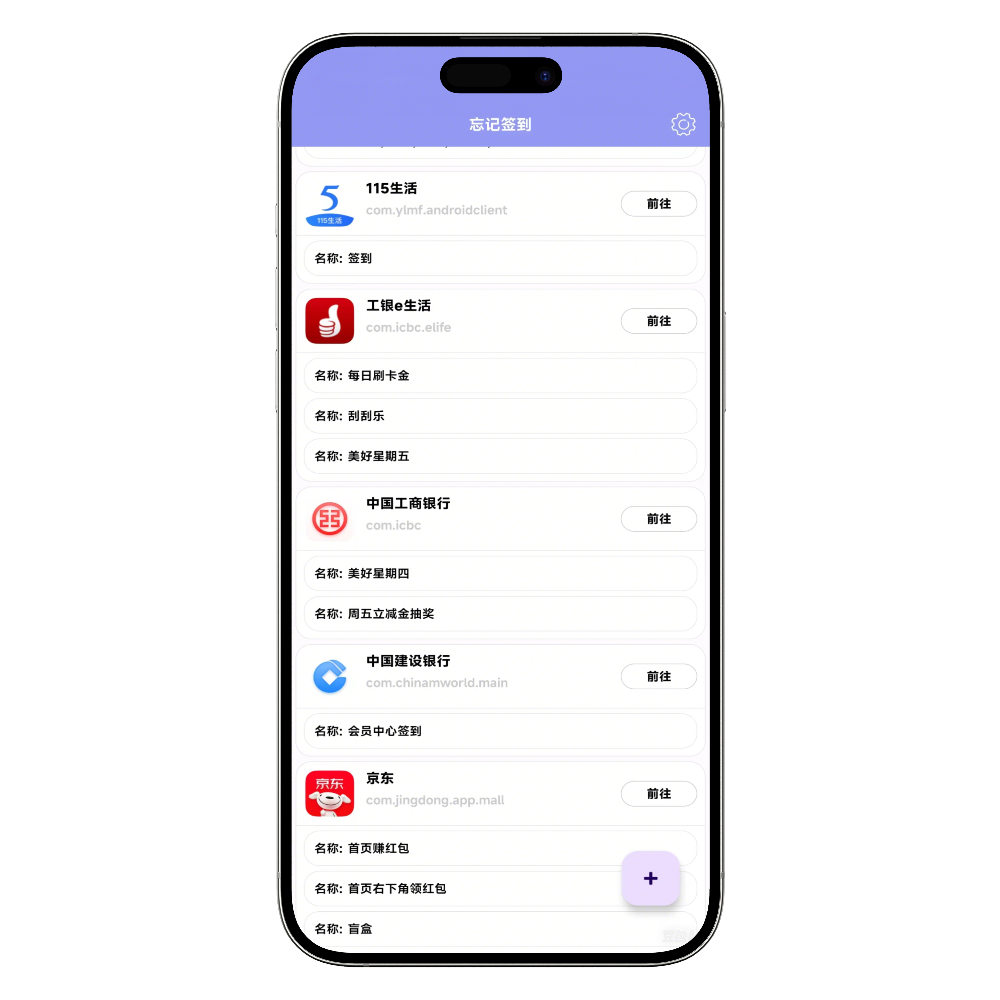 忘记签到
5
115生活
115生活
com.ylmf.androidclient
前往
名称: 签到
工银e生活
com.icbc.elife
前往
名称: 每日刷卡金
名称: 刮刮乐
名称: 美好星期五
中国工商银行
com.icbc
前往
名称: 美好星期四
名称: 周五立减金抽奖
中国建设银行
com.chinamworld.main
前往
名称: 会员中心签到
京东
京东
com.jingdong.app.mall
前往
名称: 首页赚红包
名称: 首页右下角领红包
+
名称: 盲盒